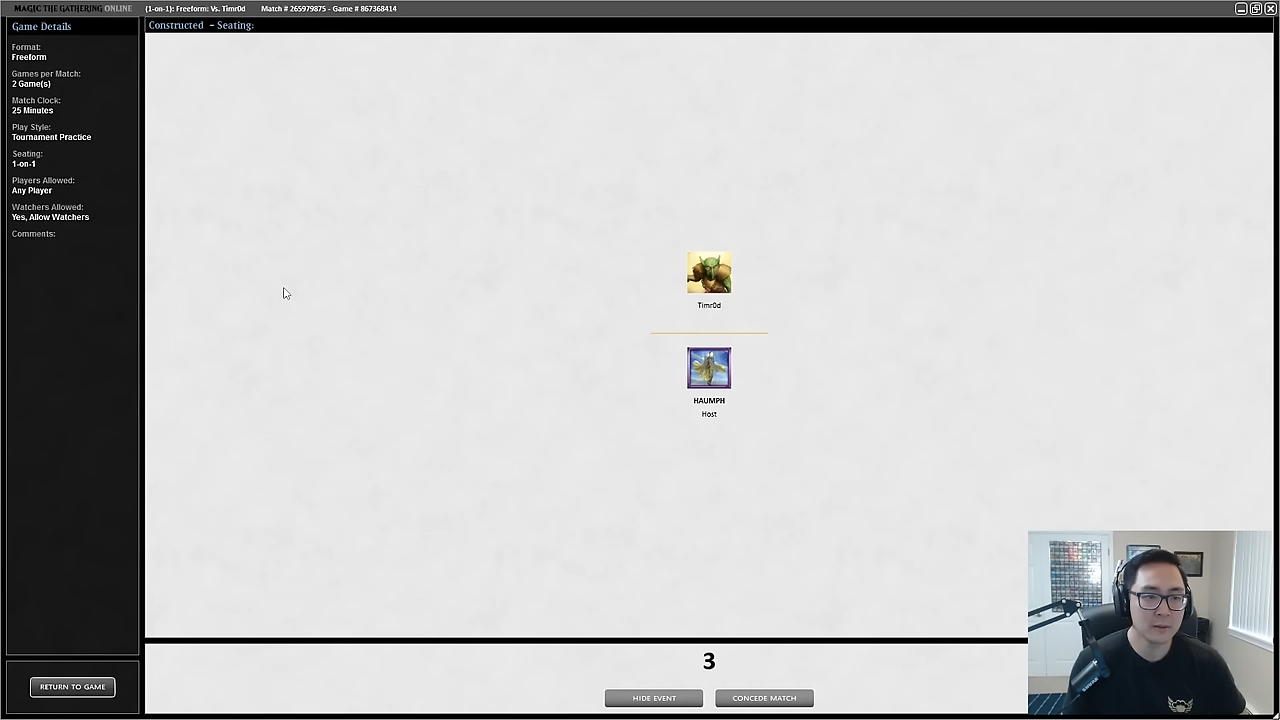 MAGIC THE GATHERING ONLINE (1-on-1): Freeform: Vs. Timr0d Match # 265979875 - Game # 867368414
Game Details
Format:
Freeform
Games per Match:
2 Game(s)
Match Clock:
25 Minutes
Play Style:
Tournament Practice
Seating:
1-on-1
Players Allowed:
Any Player
Watchers Allowed:
Yes, Allow Watchers
Comments:
RETURN TO GAME
Constructed - Seating:
Timr0d
HAUMPH
Host
3
HIDE EVENT CONCEDE MATCH